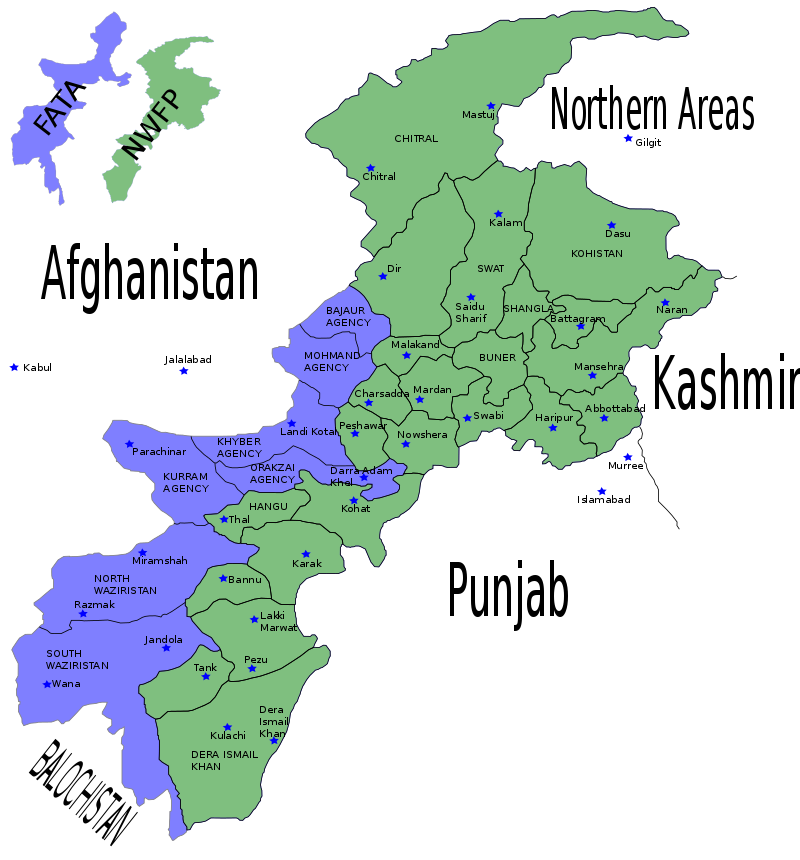 FATA
NWFP
Northern Areas
Mastuj
CHITRAL
Gilgit
Chitral
Kalam
Dasu
KOHISTAN
Afghanistan
Dir
SWAT
BAJAUR
AGENCY
Saidu
Sharif
SHANGLA
Naran
Battagram
Malakand
MOHMAND
AGENCY
BUNER
Kabul
Jalalabad
Mansehra
Kashmir
Charsadda
Mardan
Landi Kotal
Peshawar
Nowshera
Swabi
Haripur
Abbottabad
Parachinar
KHYBER
AGENCY
Murree
KURRAM
AGENCY
ORAKZAI
AGENCY
Darra Adam
Khel
Islamabad
HANGU
Kohat
Thal
Miramshah
Karak
Punjab
NORTH
WAZIRISTAN
Bannu
Razmak
Lakki
Marwat
Jandola
SOUTH
WAZIRISTAN
Tank
Pezu
Wana
Dera
Ismail
Khan
Kulachi
DERA ISMAIL
KHAN
BALOCHISTAN